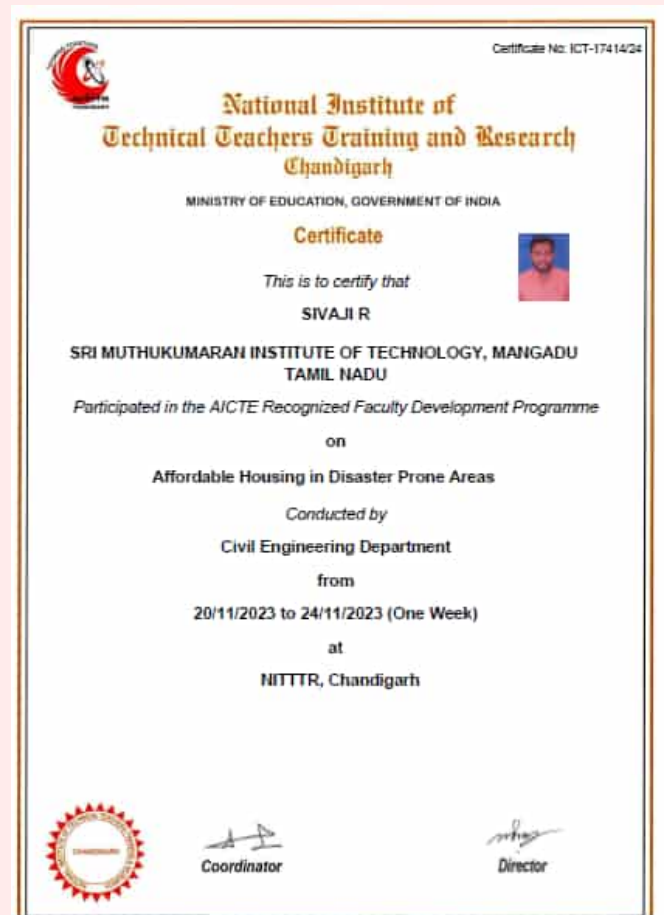 Certificate No: ICT-17414/24
National Institute of
Technical Teachers Training and Research
Chandigarh
MINISTRY OF EDUCATION, GOVERNMENT OF INDIA
Certificate
This is to certify that
SIVAJI R
SRI MUTHUKUMARAN INSTITUTE OF TECHNOLOGY, MANGADU
TAMIL NADU
Participated in the AICTE Recognized Faculty Development Programme
on
Affordable Housing in Disaster Prone Areas
Conducted by
Civil Engineering Department
from
20/11/2023 to 24/11/2023 (One Week)
at
NITTTR, Chandigarh
CHANDIGARH
Coordinator
Director